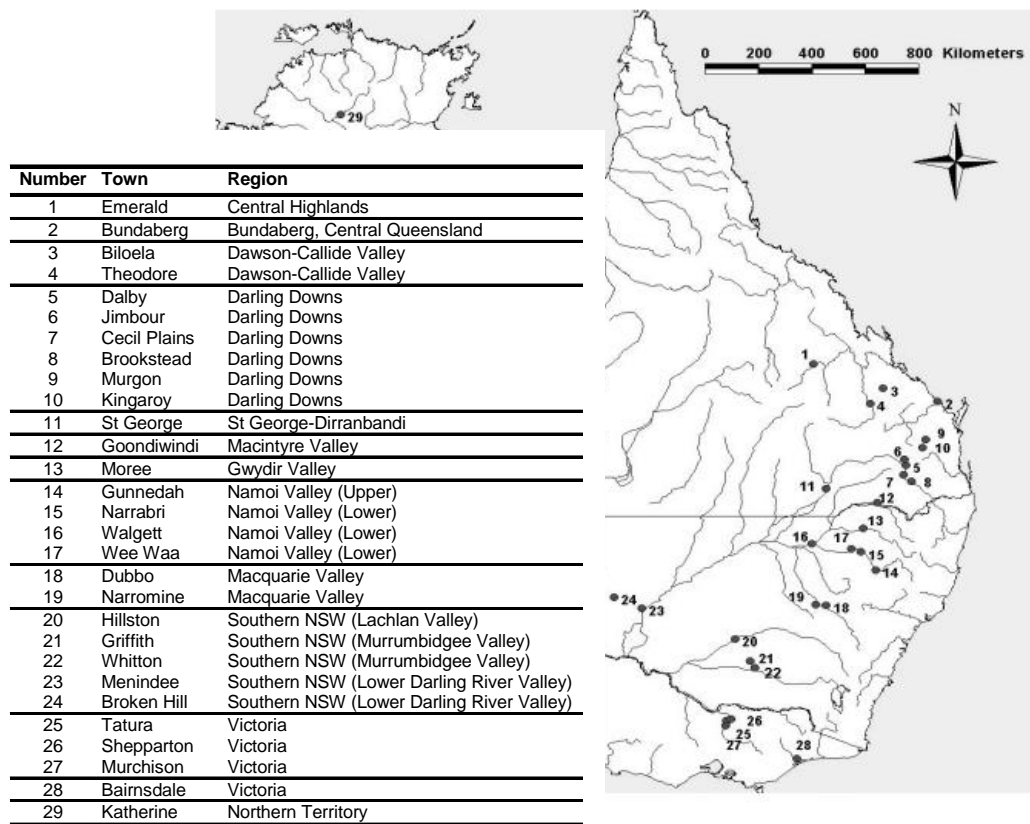 0 200 400 600 800 Kilometers
N
29
Number Town Region
1 Emerald Central Highlands
2 Bundaberg Bundaberg, Central Queensland
3 Biloela Dawson-Callide Valley
4 Theodore Dawson-Callide Valley
5 Dalby Darling Downs
6 Jimbour Darling Downs
7 Cecil Plains Darling Downs
8 Brookstead Darling Downs
9 Murgon Darling Downs
10 Kingaroy Darling Downs
11 St George St George-Dirranbandi
12 Goondiwindi Macintyre Valley
13 Moree Gwydir Valley
14 Gunnedah Namoi Valley (Upper)
15 Narrabri Namoi Valley (Lower)
16 Walgett Namoi Valley (Lower)
17 Wee Waa Namoi Valley (Lower)
18 Dubbo Macquarie Valley
19 Narromine Macquarie Valley
20 Hillston Southern NSW (Lachlan Valley)
21 Griffith Southern NSW (Murrumbidgee Valley)
22 Whitton Southern NSW (Murrumbidgee Valley)
23 Menindee Southern NSW (Lower Darling River Valley)
24 Broken Hill Southern NSW (Lower Darling River Valley)
25 Tatura Victoria
26 Shepparton Victoria
27 Murchison Victoria
28 Bairnsdale Victoria
29 Katherine Northern Territory
1
3
4
2
9
10
6
5
7
8
11
12
13
17
16
15
14
24
23
19
18
20
21
22
26
25
27
28